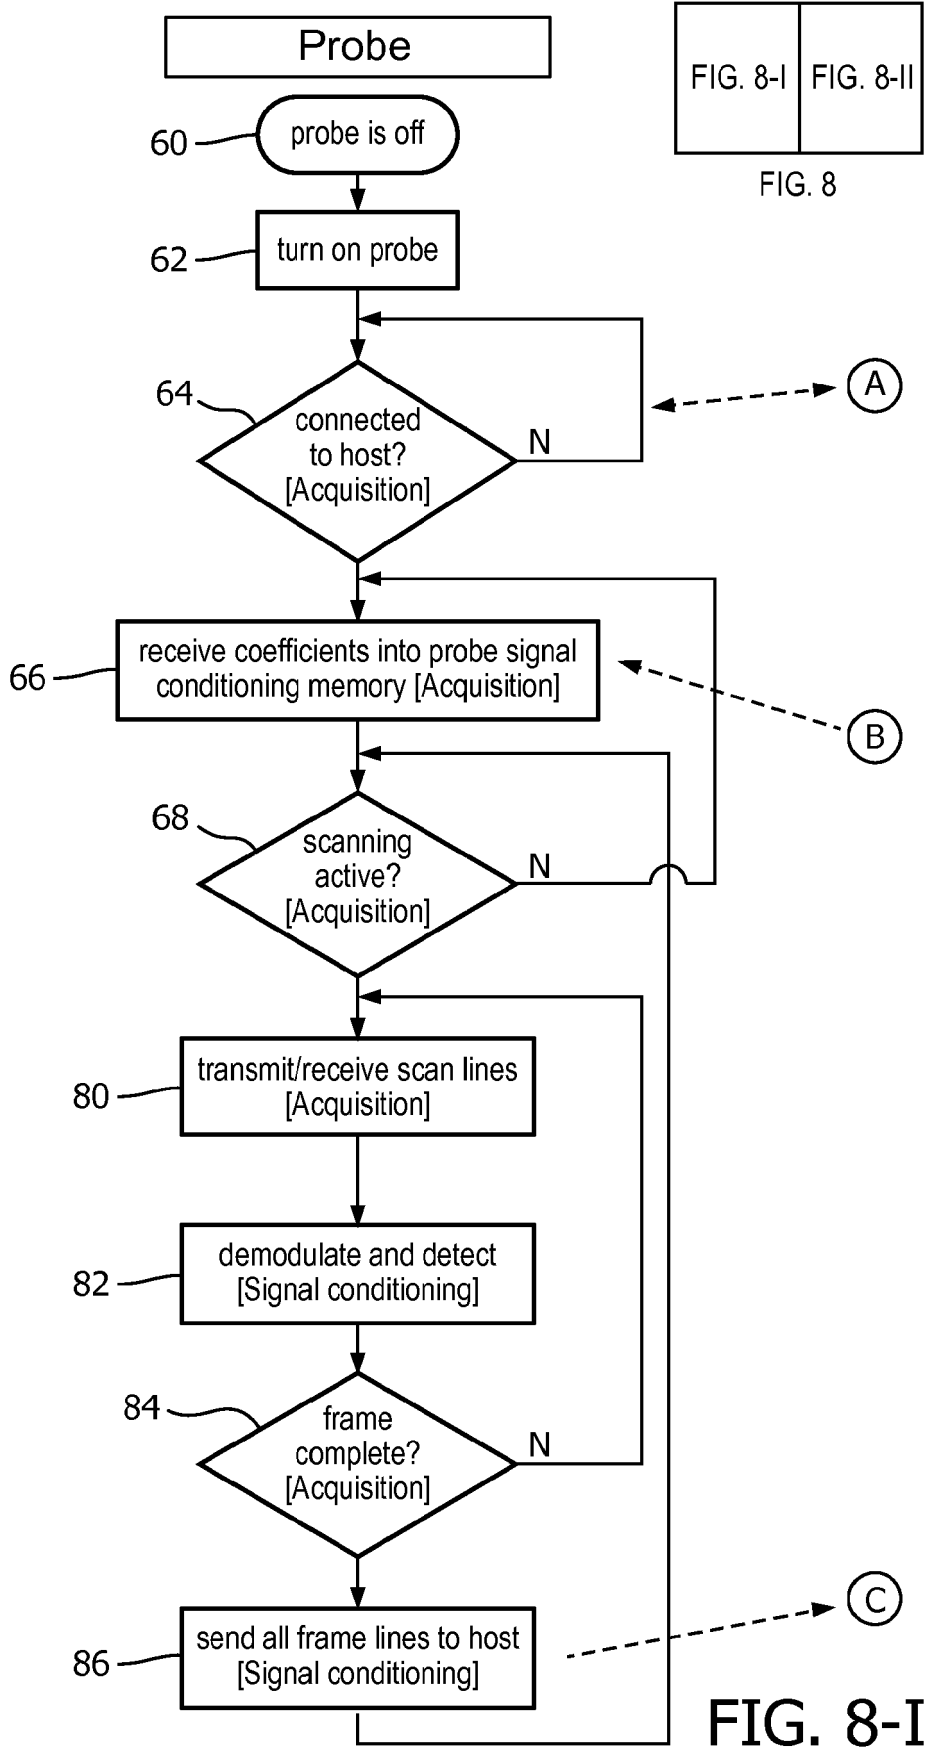 Probe
FIG. 8-I
FIG. 8-II
FIG. 8
60
probe is off
62
turn on probe
64
connected
to host?
[Acquisition]
N
A
66
receive coefficients into probe signal
conditioning memory [Acquisition]
B
68
scanning
active?
[Acquisition]
N
80
transmit/receive scan lines
[Acquisition]
82
demodulate and detect
[Signal conditioning]
84
frame
complete?
[Acquisition]
N
86
send all frame lines to host
[Signal conditioning]
C
FIG. 8-I